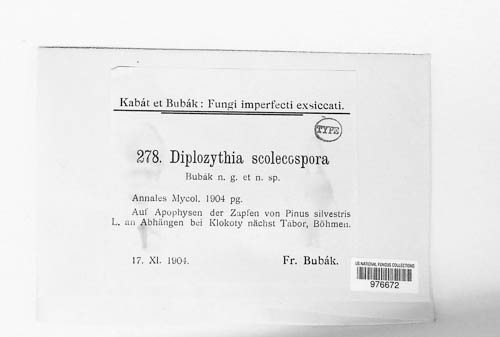 Kabát et Bubák: Fungi imperfecti exsiccati.
TYPE
278. Diplozythia scolecospora
Bubák n. g. et n. sp.
Annales Mycol. 1904 pg.
Auf Apophysen der Zapfen von Pinus silvestris
L. an Abhängen bei Klokoty nächst Tábor, Böhmen.
17. XI. 1904. Fr. Bubák.
US NATIONAL FUNGUS COLLECTIONS
976672